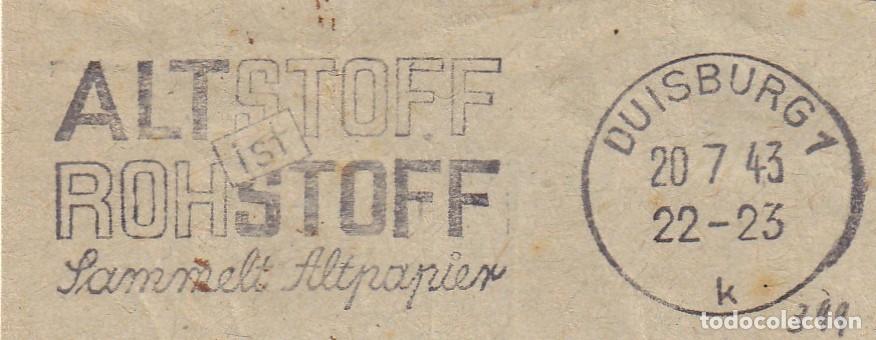 ALTSTOFF
ist
ROHSTOFF
Sammelt Altpapier
DUISBURG 1
20 7 43
22-23
k
todocoleccion